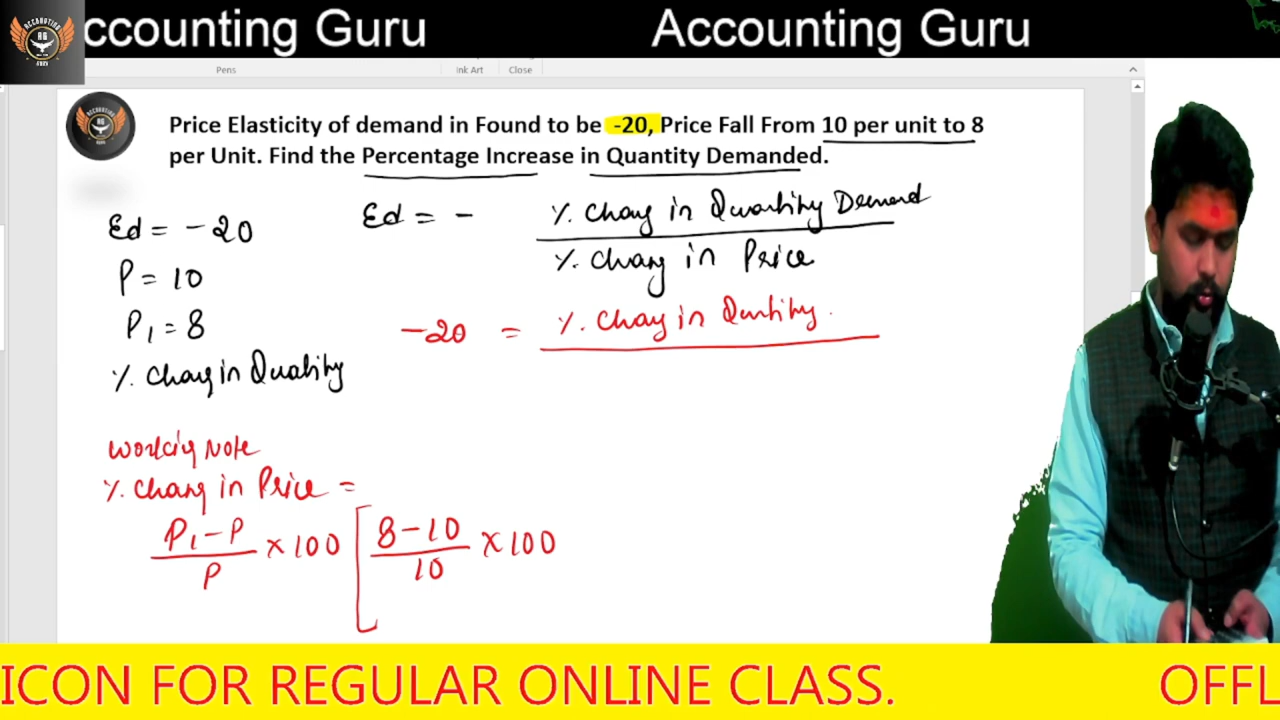 ccounting Guru
Accounting Guru
Pens
Ink Art
Close
Price Elasticity of demand in Found to be -20, Price Fall From 10 per unit to 8
per Unit. Find the Percentage Increase in Quantity Demanded.
Ed = -20
P = 10
P₁ = 8
%. Chang in Quality
Ed = - %. Chang in Quantity Demand
%. Chang in Price
-20 = %. Chang in Quntity.
Working Note
%. Chang in Price =
P₁ - P
P
× 100
8 - 10
10
× 100
ICON FOR REGULAR ONLINE CLASS.
OFFL